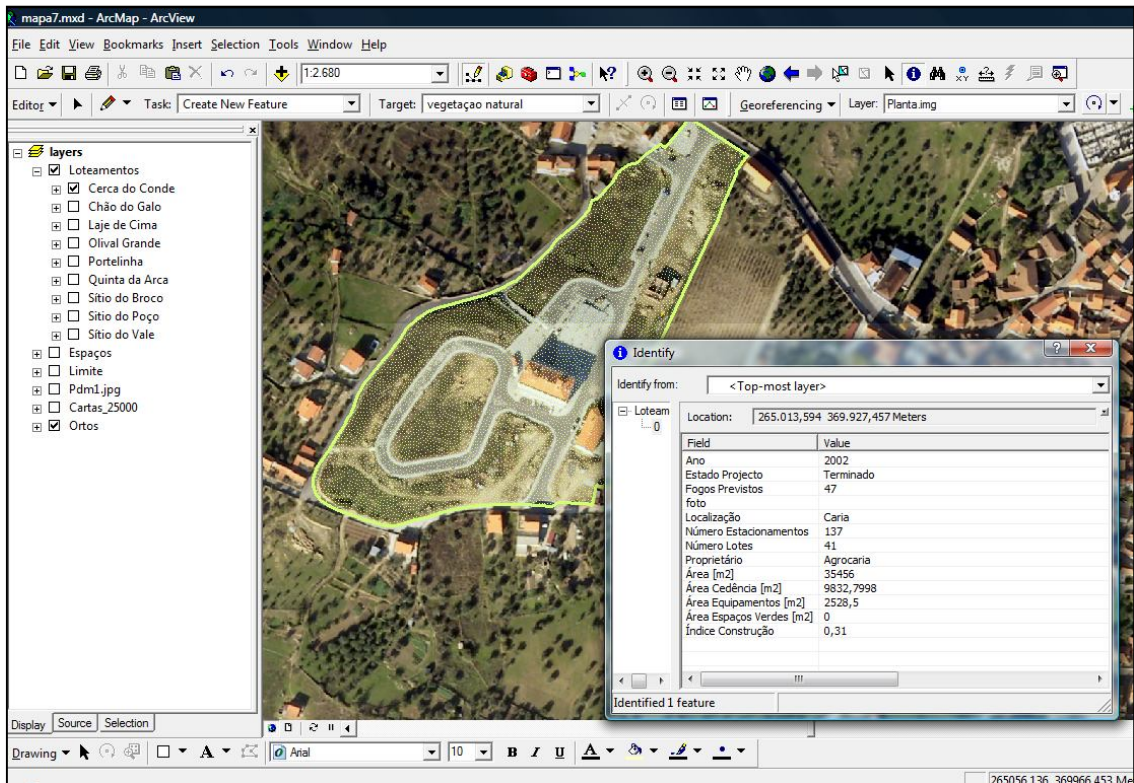 mapa7.mxd - ArcMap - ArcView
File Edit View Bookmarks Insert Selection Tools Window Help
1:2.680
Editor Task: Create New Feature Target: vegetaçao natural Georeferencing Layer: Planta.img
layers
Loteamentos
Cerca do Conde
Chão do Galo
Laje de Cima
Olival Grande
Portelinha
Quinta da Arca
Sítio do Broco
Sitio do Poço
Sítio do Vale
Espaços
Limite
Pdm1.jpg
Cartas_25000
Ortos
Identify
Identify from: <Top-most layer>
Loteam
0
Location: 265.013,594 369.927,457 Meters
Field Value
Ano 2002
Estado Projecto Terminado
Fogos Previstos 47
foto
Localização Caria
Número Estacionamentos 137
Número Lotes 41
Proprietário Agrocaria
Área [m2] 35456
Área Cedência [m2] 9832,7998
Área Equipamentos [m2] 2528,5
Área Espaços Verdes [m2] 0
Índice Construção 0,31
Identified 1 feature
Display Source Selection
Drawing A Arial 10 B I U A
265056,136 369966,453 Me